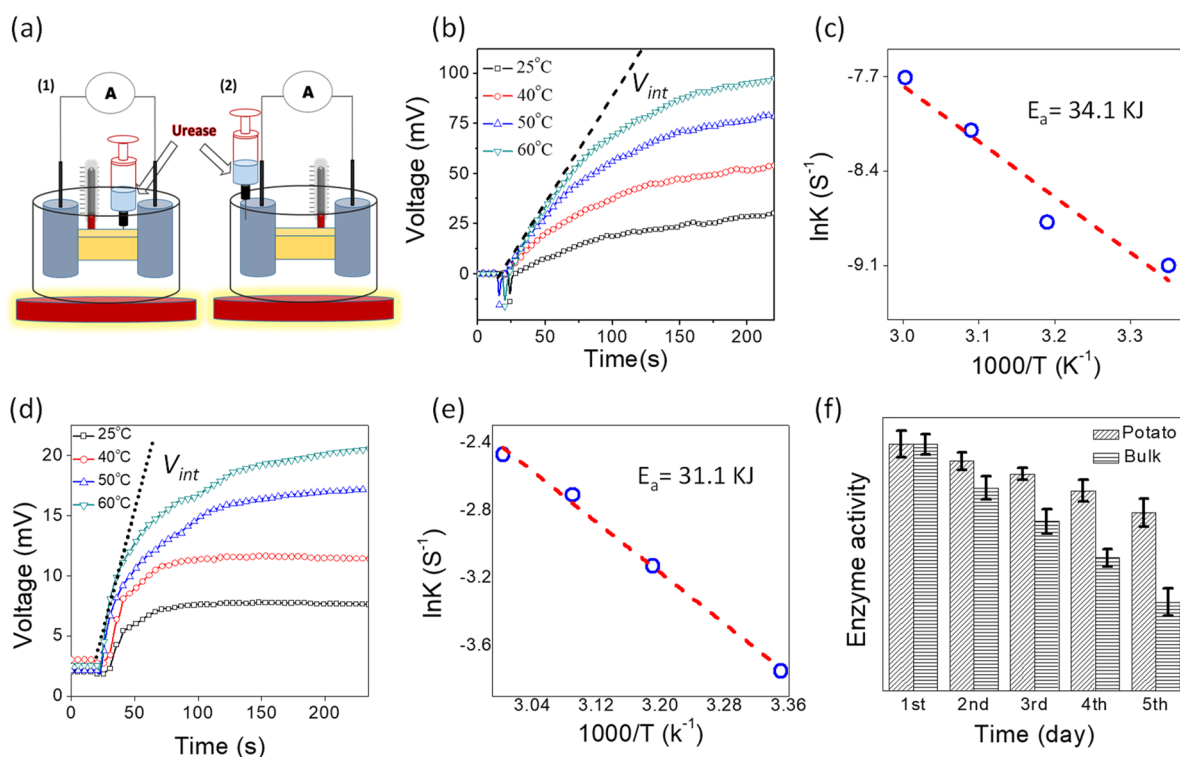 (a)
(1)
A
(2)
A
Urease
(b)
Voltage (mV)
100
75
50
25
0
25°C
40°C
50°C
60°C
V_int
0 50 100 150 200
Time(s)
(c)
lnK (S⁻¹)
-7.7
-8.4
-9.1
Eₐ= 34.1 KJ
3.0 3.1 3.2 3.3
1000/T (K⁻¹)
(d)
Voltage (mV)
20
15
10
5
0
25°C
40°C
50°C
60°C
V_int
0 50 100 150 200
Time (s)
(e)
lnK (S⁻¹)
-2.4
-2.8
-3.2
-3.6
Eₐ= 31.1 KJ
3.04 3.12 3.20 3.28 3.36
1000/T (k⁻¹)
(f)
Enzyme activity
Potato
Bulk
1st 2nd 3rd 4th 5th
Time (day)